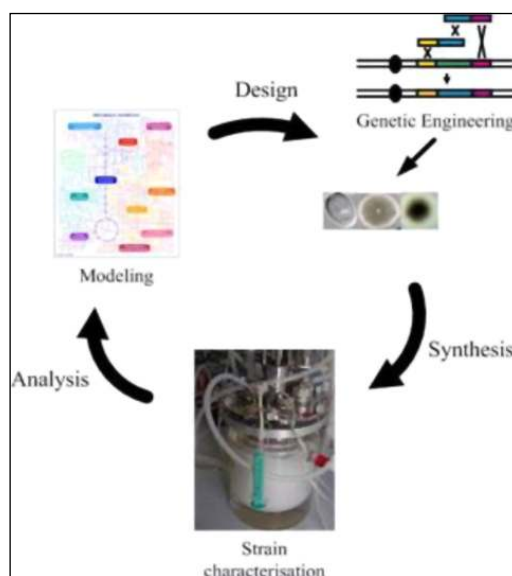 Design
Genetic Engineering
Modeling
Synthesis
Analysis
Strain
characterisation